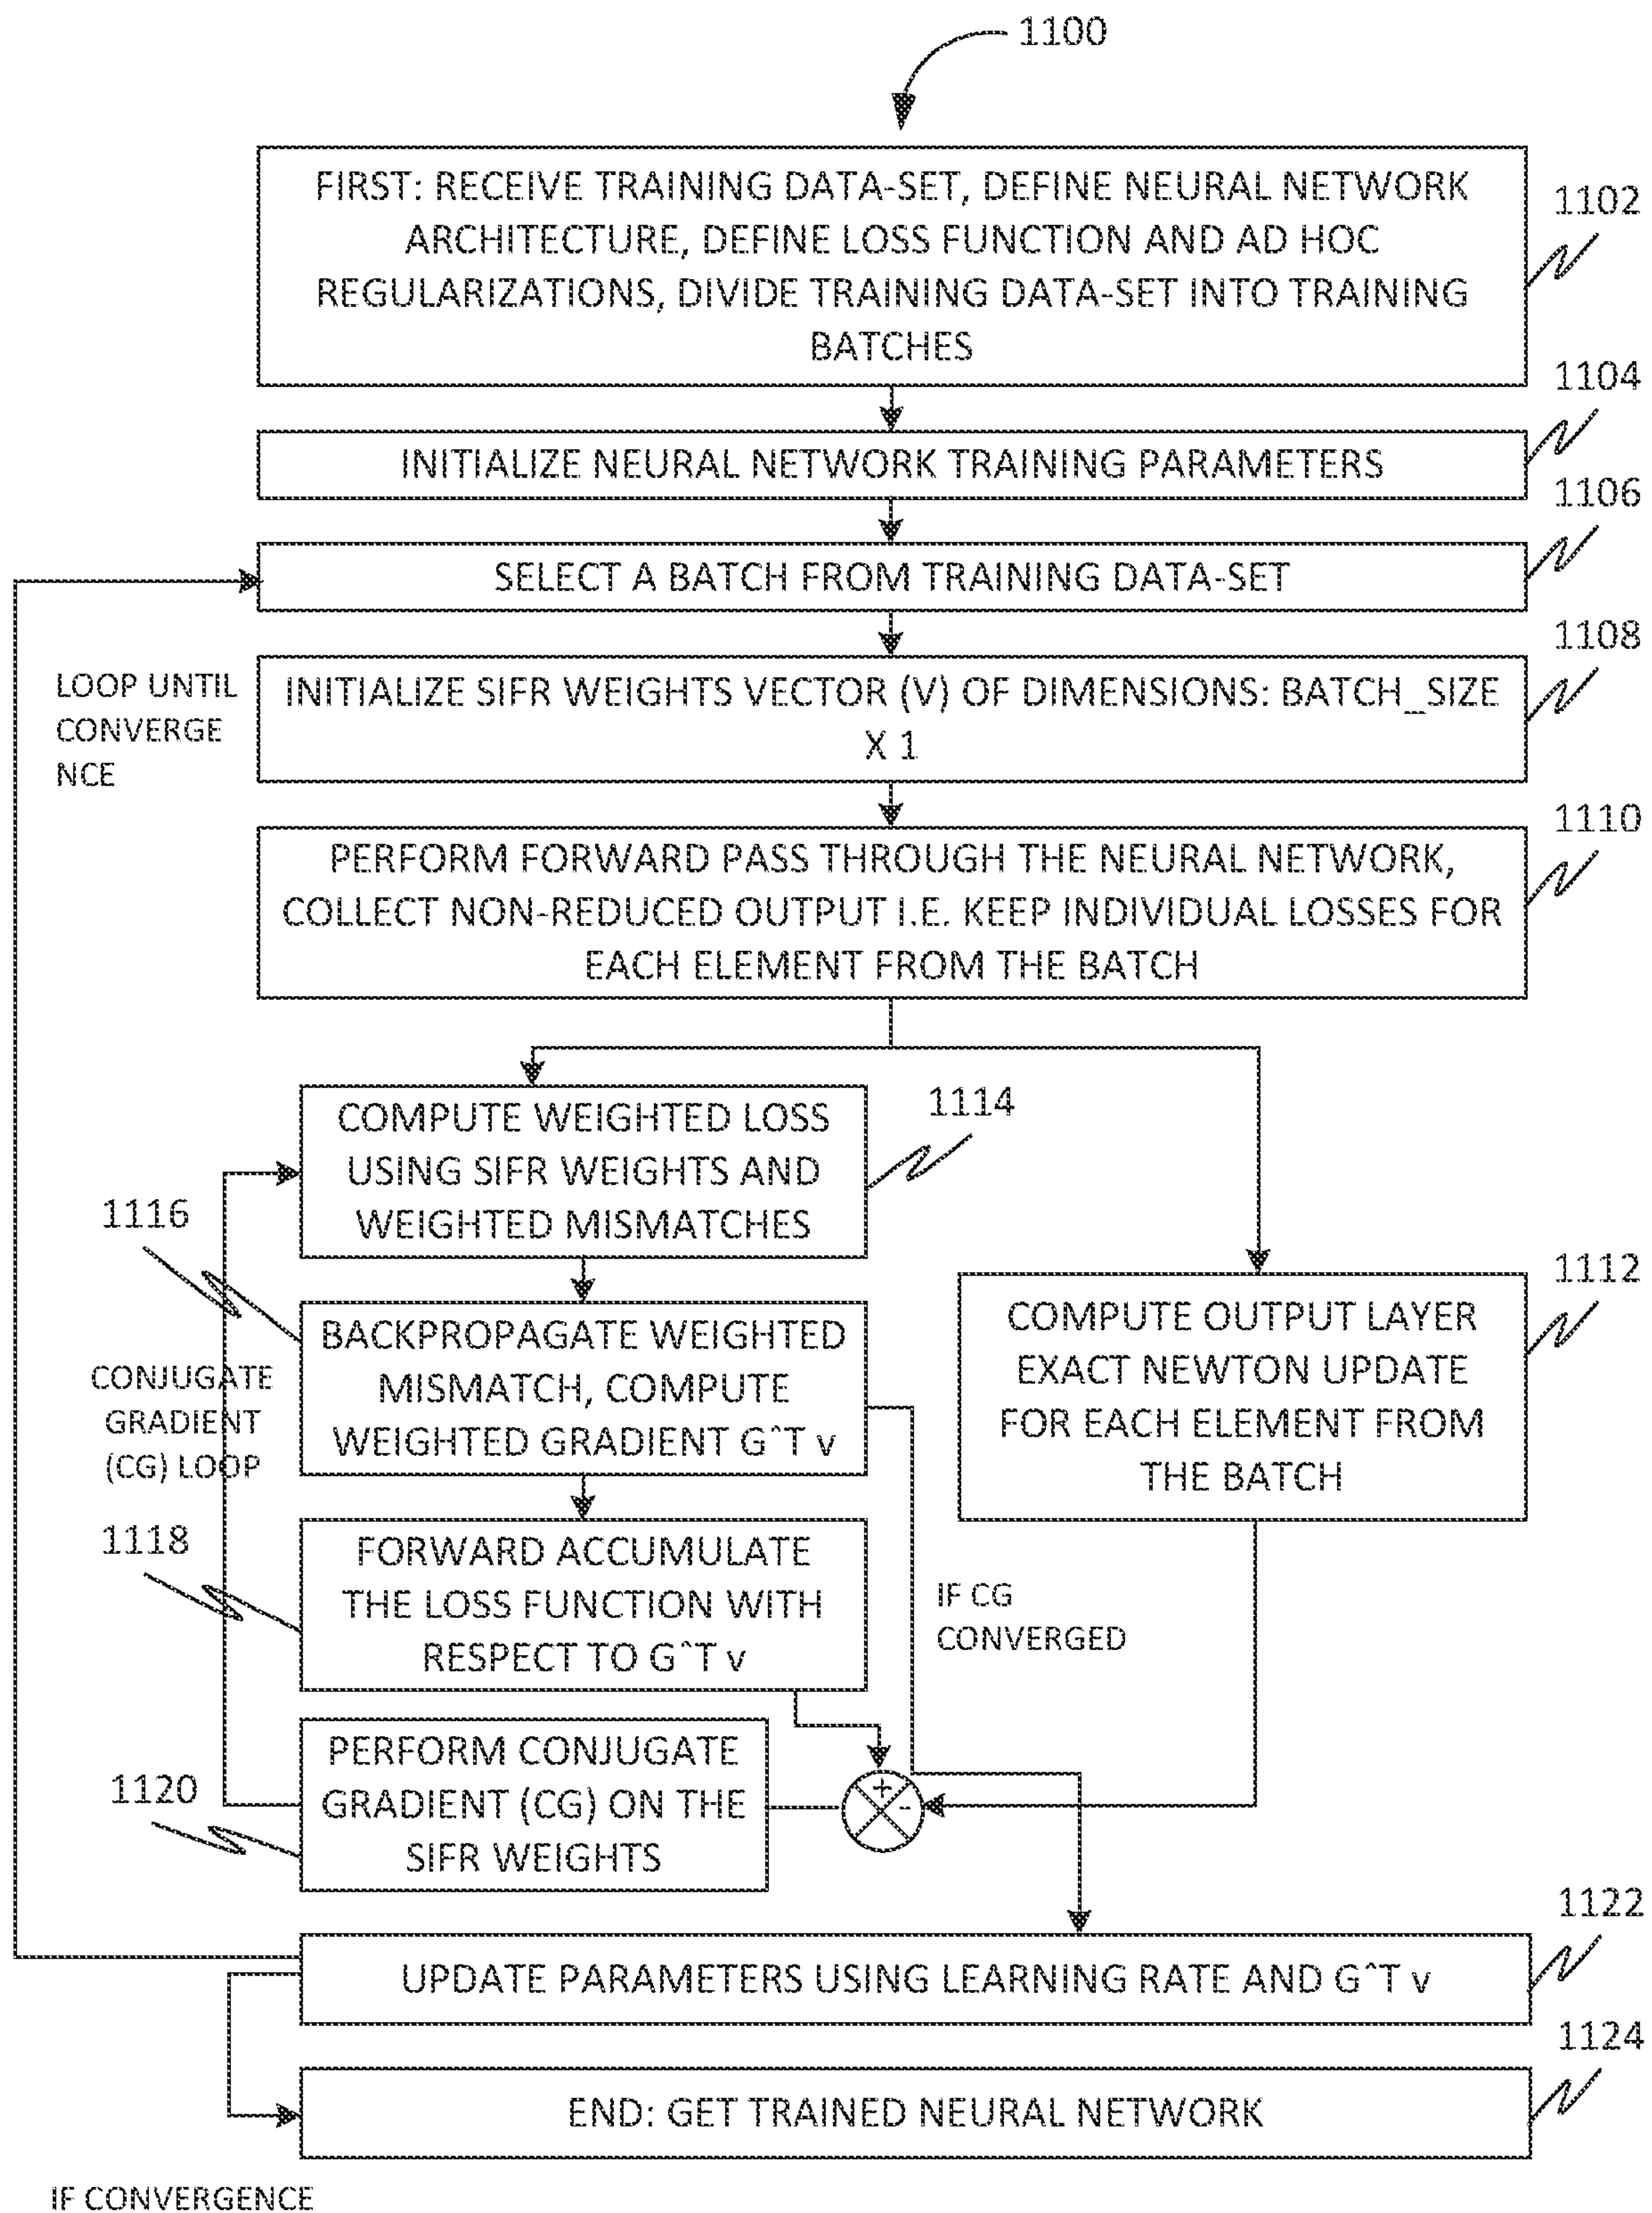 1100
FIRST: RECEIVE TRAINING DATA-SET, DEFINE NEURAL NETWORK
ARCHITECTURE, DEFINE LOSS FUNCTION AND AD HOC
REGULARIZATIONS, DIVIDE TRAINING DATA-SET INTO TRAINING
BATCHES
1102
1104
INITIALIZE NEURAL NETWORK TRAINING PARAMETERS
1106
SELECT A BATCH FROM TRAINING DATA-SET
1108
LOOP UNTIL
CONVERGE
NCE
INITIALIZE SIFR WEIGHTS VECTOR (V) OF DIMENSIONS: BATCH_SIZE
X 1
1110
PERFORM FORWARD PASS THROUGH THE NEURAL NETWORK,
COLLECT NON-REDUCED OUTPUT I.E. KEEP INDIVIDUAL LOSSES FOR
EACH ELEMENT FROM THE BATCH
COMPUTE WEIGHTED LOSS
USING SIFR WEIGHTS AND
WEIGHTED MISMATCHES
1114
1116
BACKPROPAGATE WEIGHTED
MISMATCH, COMPUTE
WEIGHTED GRADIENT G^T v
CONJUGATE
GRADIENT
(CG) LOOP
1112
COMPUTE OUTPUT LAYER
EXACT NEWTON UPDATE
FOR EACH ELEMENT FROM
THE BATCH
1118
FORWARD ACCUMULATE
THE LOSS FUNCTION WITH
RESPECT TO G^T v
IF CG
CONVERGED
1120
PERFORM CONJUGATE
GRADIENT (CG) ON THE
SIFR WEIGHTS
+
-
1122
UPDATE PARAMETERS USING LEARNING RATE AND G^T v
1124
END: GET TRAINED NEURAL NETWORK
IF CONVERGENCE